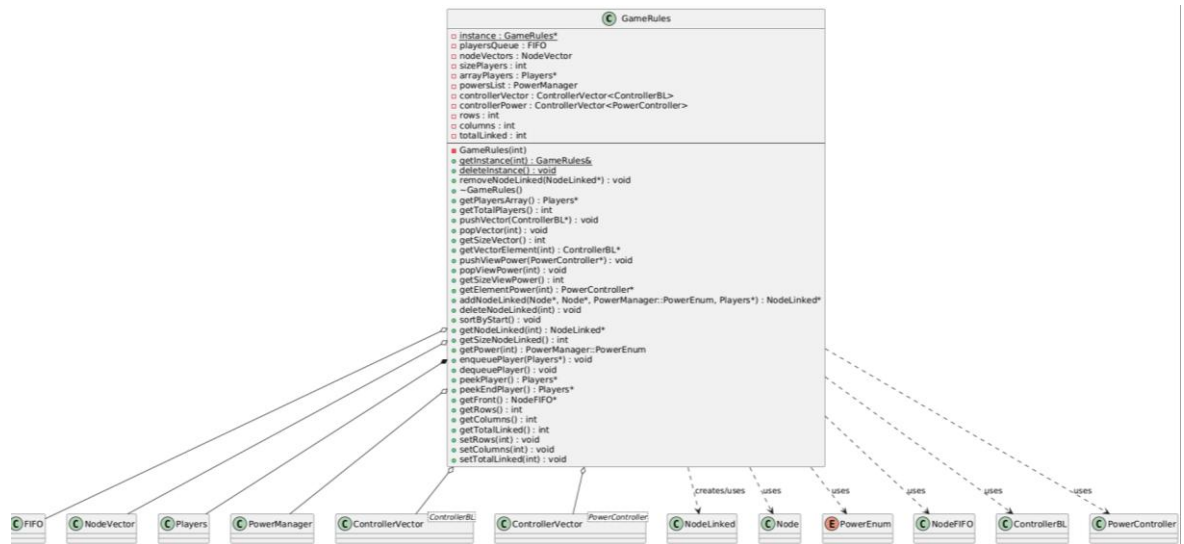 C GameRules
instance : GameRules*
playersQueue : FIFO
nodeVectors : NodeVector
sizePlayers : int
arrayPlayers : Players*
powersList : PowerManager
controllerVector : ControllerVector<ControllerBL>
controllerPower : ControllerVector<PowerController>
rows : int
columns : int
totalLinked : int
GameRules(int)
getInstance(int) : GameRules&
deleteInstance() : void
removeNodeLinked(NodeLinked*) : void
~GameRules()
getPlayersArray() : Players*
getTotalPlayers() : int
pushVector(ControllerBL*) : void
popVector(int) : void
getSizeVector() : int
getVectorElement(int) : ControllerBL*
pushViewPower(PowerController*) : void
popViewPower(int) : void
getSizeViewPower() : int
getElementPower(int) : PowerController*
addNodeLinked(Node*, Node*, PowerManager::PowerEnum, Players*) : NodeLinked*
deleteNodeLinked(int) : void
sortByStart() : void
getNodeLinked(int) : NodeLinked*
getSizeNodeLinked() : int
getPower(int) : PowerManager::PowerEnum
enqueuePlayer(Players*) : void
dequeuePlayer() : void
peekPlayer() : Players*
peekEndPlayer() : Players*
getFront() : NodeFIFO*
getRows() : int
getColumns() : int
getTotalLinked() : int
setRows(int) : void
setColumns(int) : void
setTotalLinked(int) : void
creates/uses uses uses uses uses uses
C FIFO
C NodeVector
C Players
C PowerManager
C ControllerVector ControllerBL
C ControllerVector PowerController
C NodeLinked
C Node
E PowerEnum
C NodeFIFO
C ControllerBL
C PowerController